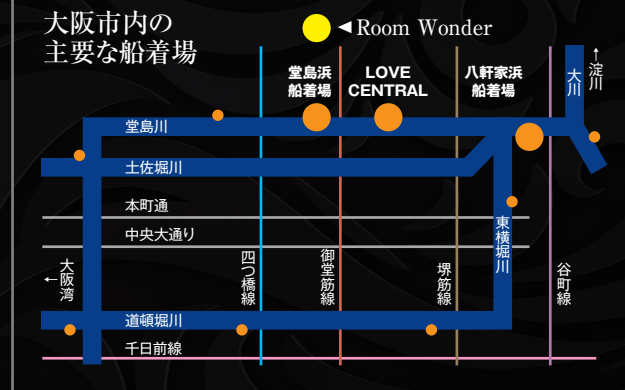 大阪市内の
主要な船着場
◀Room Wonder
堂島浜
船着場
LOVE
CENTRAL
八軒家浜
船着場
大川
↑淀川
堂島川
土佐堀川
本町通
中央大通り
東横堀川
←大阪湾
四つ橋線
御堂筋線
堺筋線
谷町線
道頓堀川
千日前線